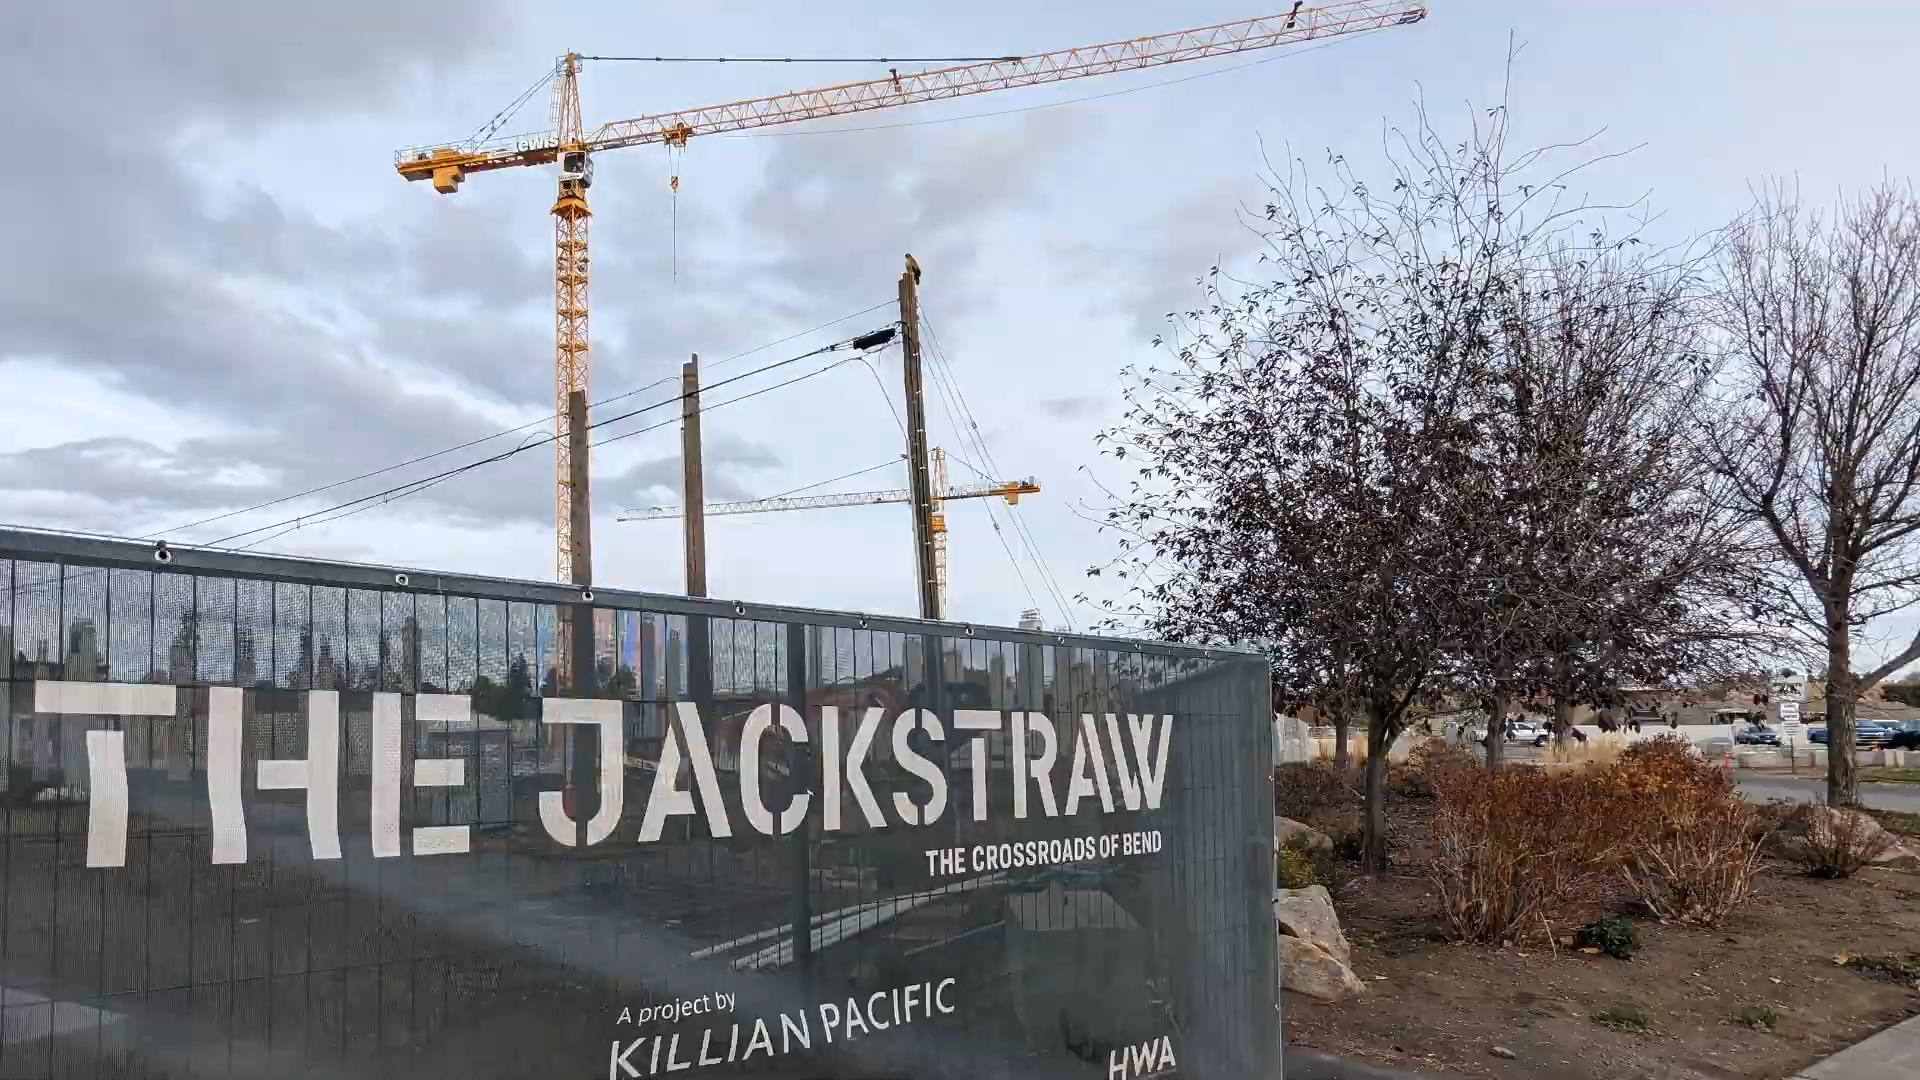 THE JACKSTRAW
THE CROSSROADS OF BEND
A project by
KILLIAN PACIFIC
HWA